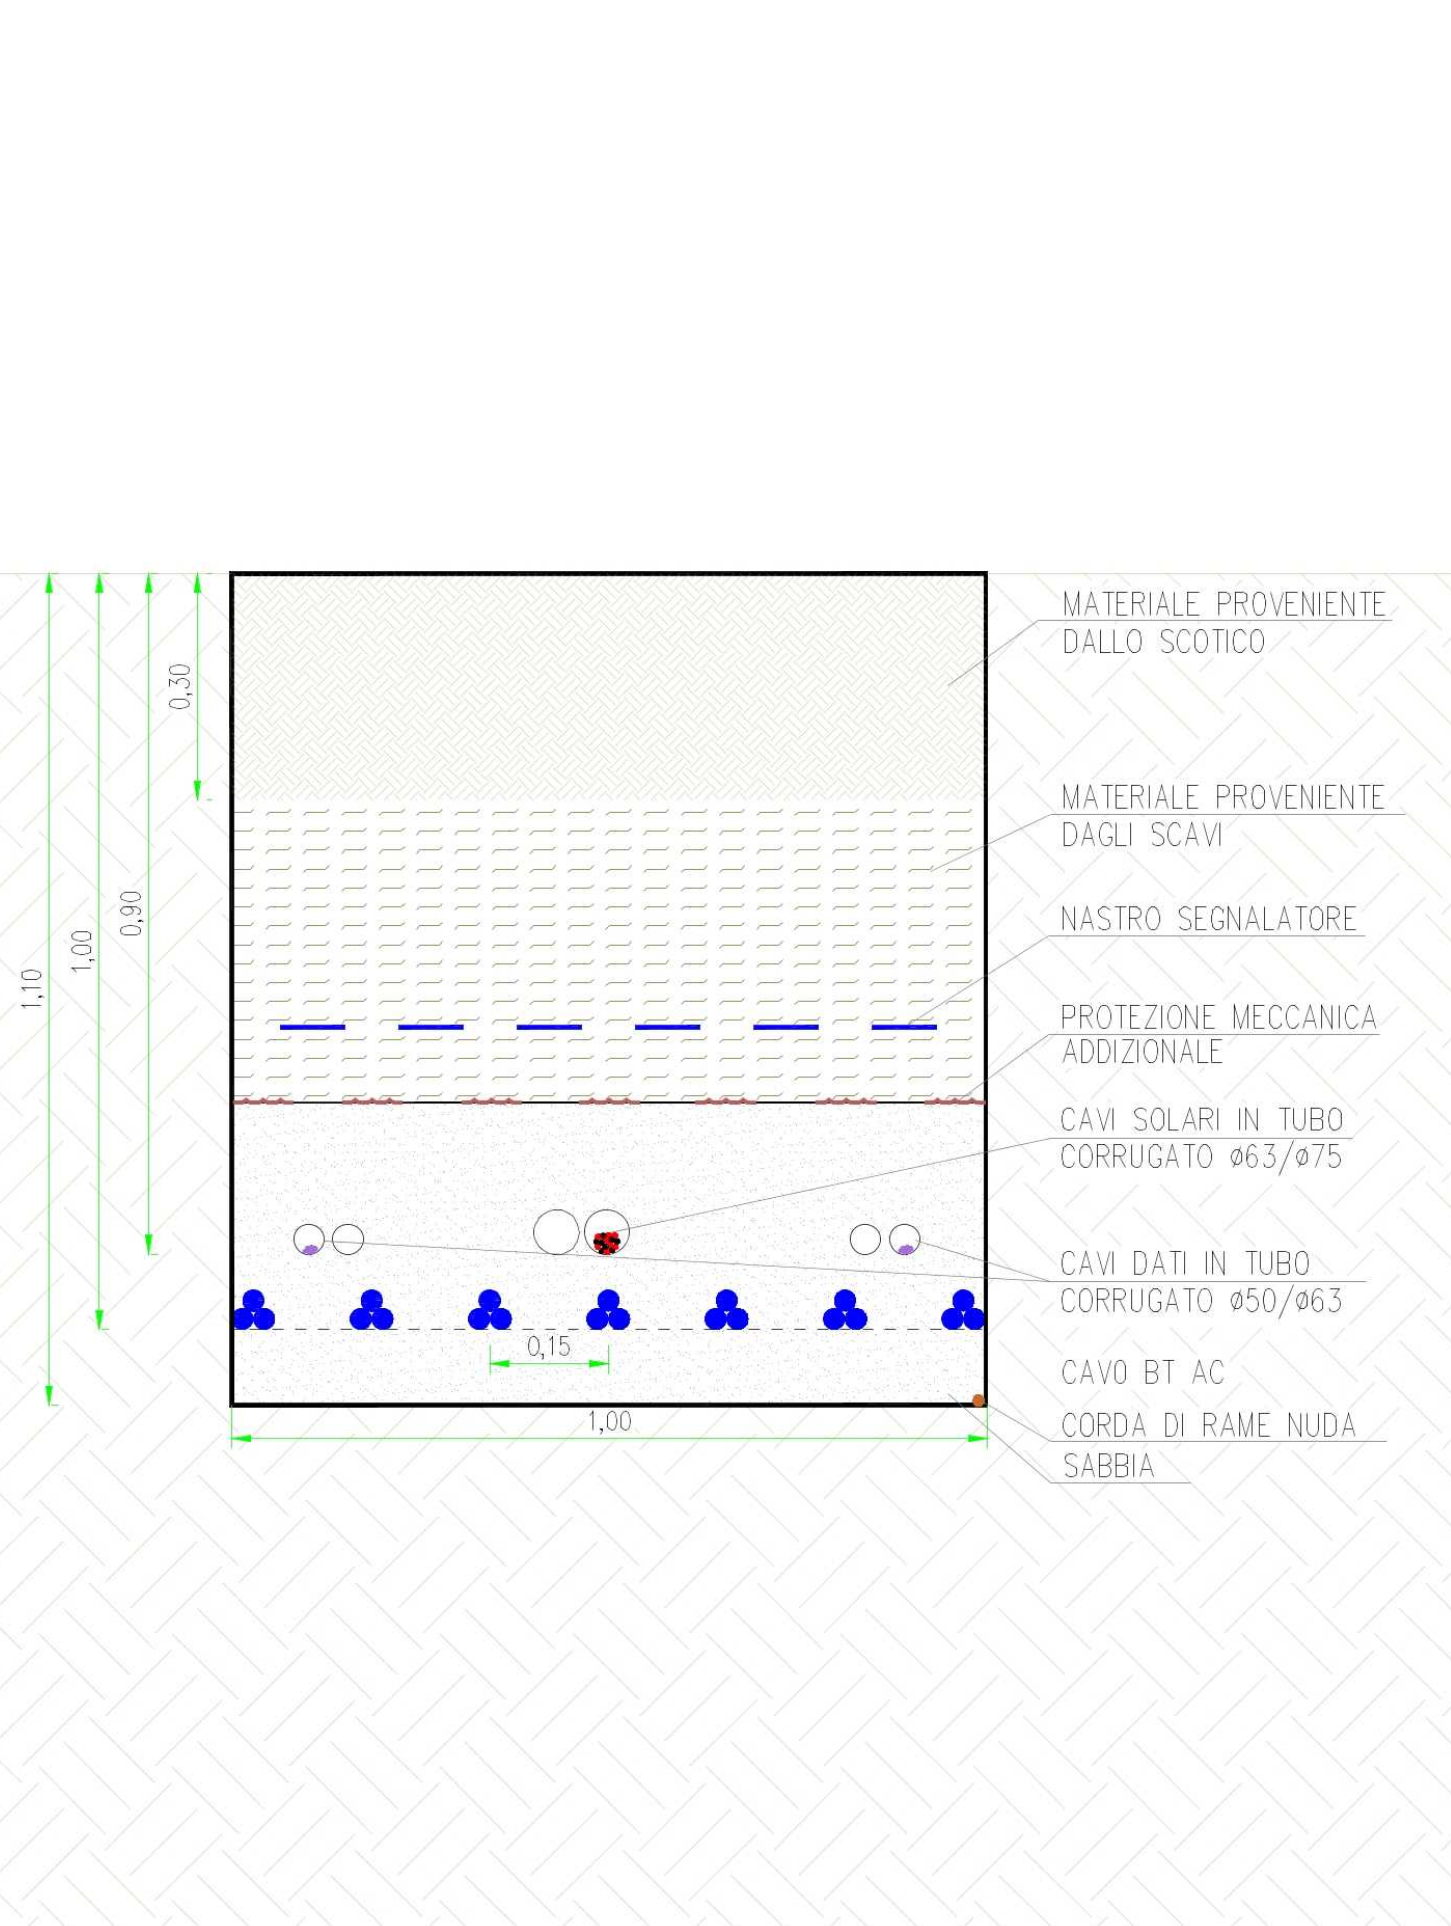 MATERIALE PROVENIENTE
DALLO SCOTICO
0,30
MATERIALE PROVENIENTE
DAGLI SCAVI
0,90
NASTRO SEGNALATORE
1,00
1,10
PROTEZIONE MECCANICA
ADDIZIONALE
CAVI SOLARI IN TUBO
CORRUGATO ø63/ø75
CAVI DATI IN TUBO
CORRUGATO ø50/ø63
0,15
CAVO BT AC
1,00
CORDA DI RAME NUDA
SABBIA